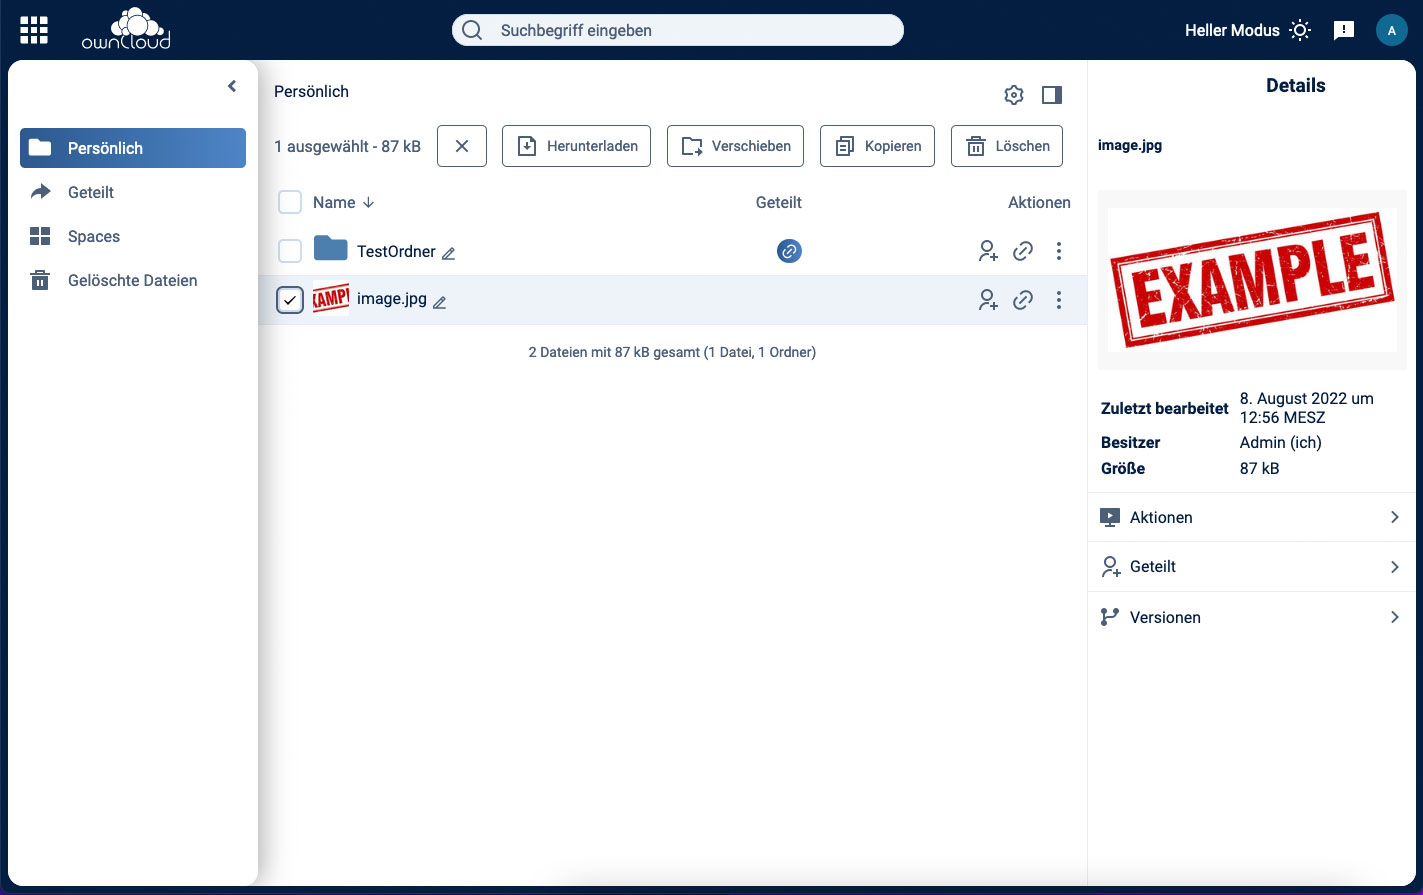 ownCloud
Suchbegriff eingeben
Heller Modus
A
Persönlich
Geteilt
Spaces
Gelöschte Dateien
Persönlich
1 ausgewählt - 87 kB
Herunterladen
Verschieben
Kopieren
Löschen
Name
Geteilt
Aktionen
TestOrdner
image.jpg
2 Dateien mit 87 kB gesamt (1 Datei, 1 Ordner)
Details
image.jpg
EXAMPLE
Zuletzt bearbeitet
8. August 2022 um
12:56 MESZ
Besitzer
Admin (ich)
Größe
87 kB
Aktionen
Geteilt
Versionen